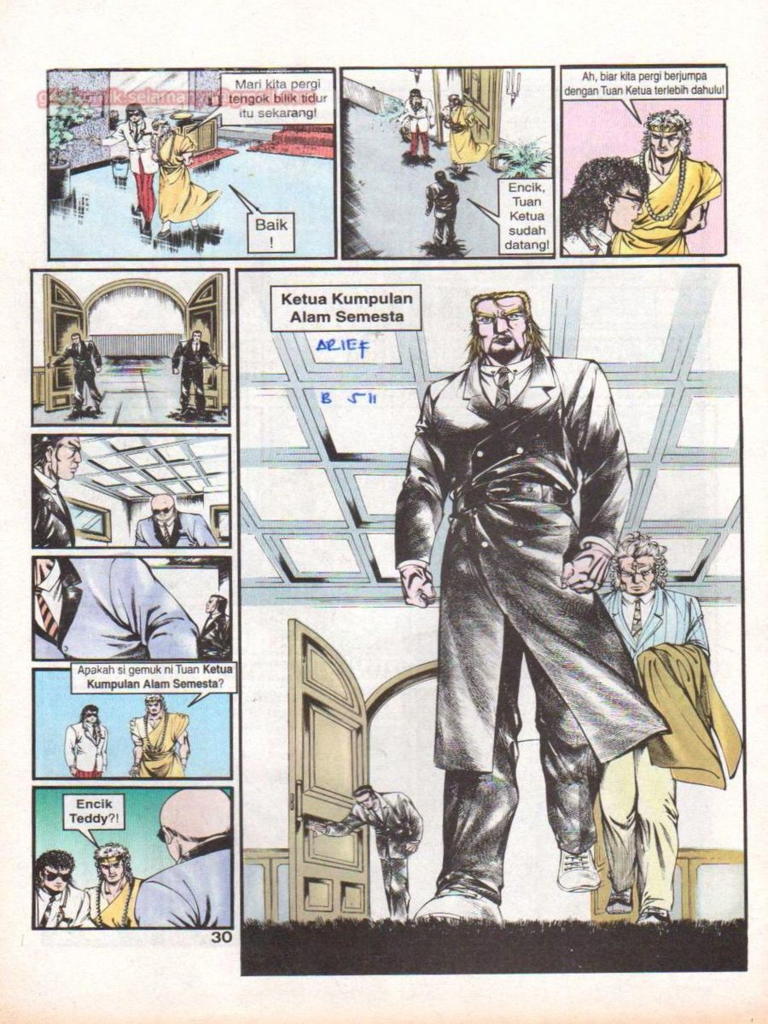 Mari kita pergi
tengok bilik tidur
itu sekarang!
Baik
!
Encik,
Tuan
Ketua
sudah
datang!
Ah, biar kita pergi berjumpa
dengan Tuan Ketua terlebih dahulu!
Ketua Kumpulan
Alam Semesta
ARIEF
B 511
Apakah si gemuk ni Tuan Ketua
Kumpulan Alam Semesta?
Encik
Teddy?!
30